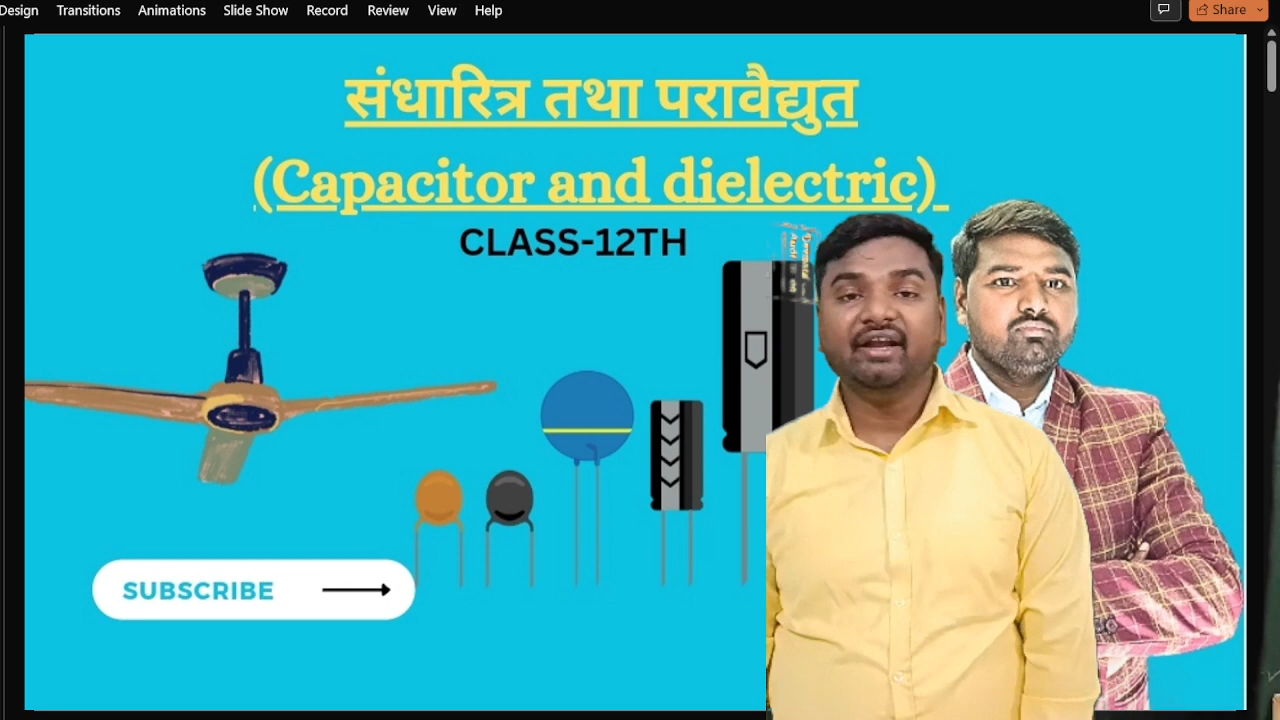 Design Transitions Animations Slide Show Record Review View Help
Share
संधारित्र तथा परावैद्युत
(Capacitor and dielectric)
CLASS-12TH
SUBSCRIBE